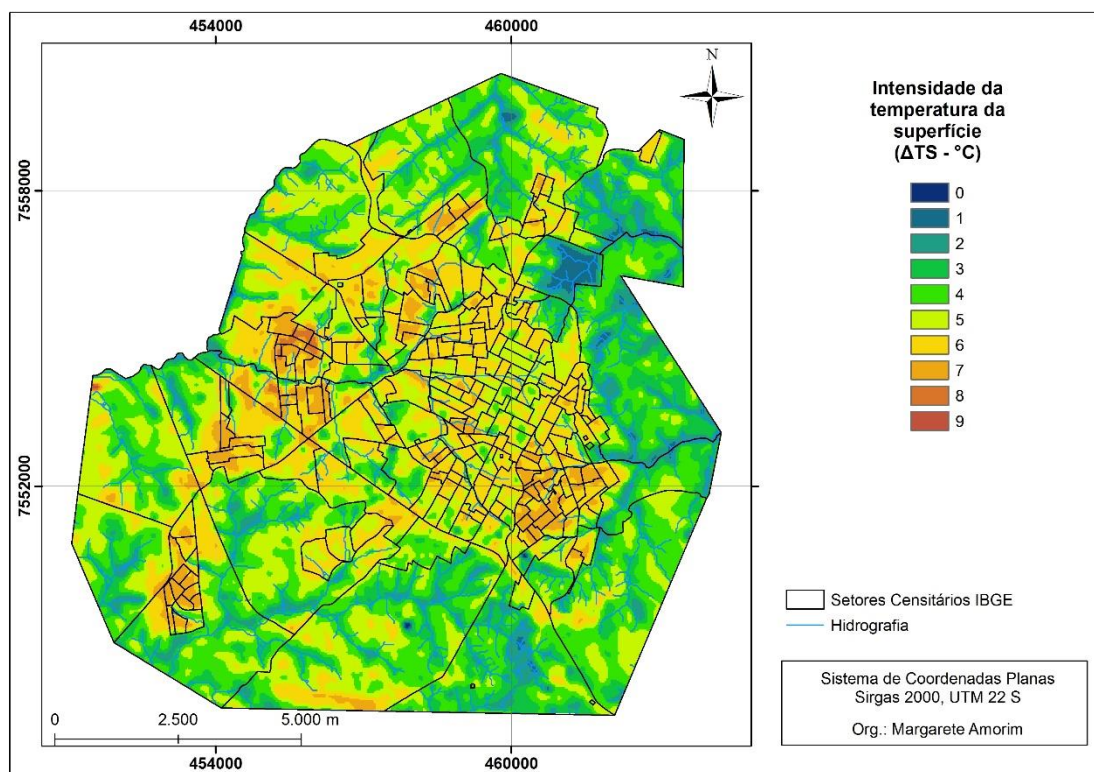 454000
460000
N
7558000
7552000
0
2.500
5.000 m
454000
460000
Intensidade da
temperatura da
superfície
(ΔTS - °C)
0
1
2
3
4
5
6
7
8
9
Setores Censitários IBGE
Hidrografia
Sistema de Coordenadas Planas
Sirgas 2000, UTM 22 S
Org.: Margarete Amorim